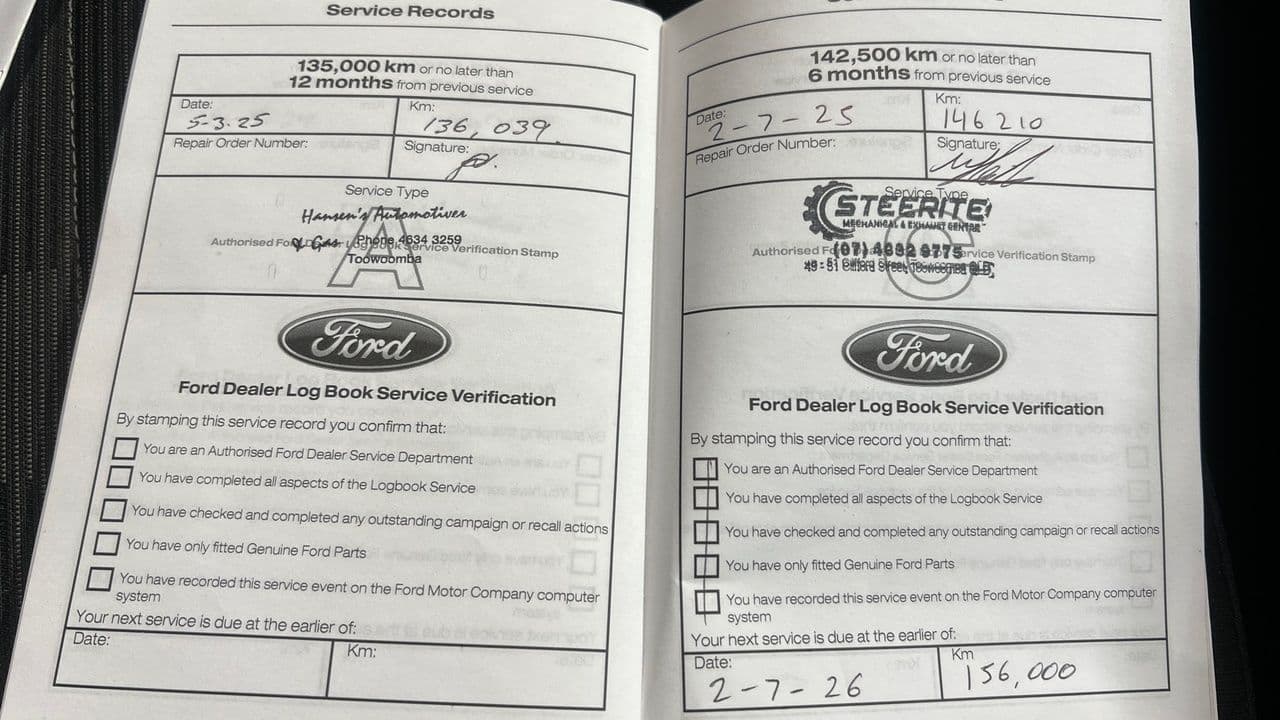 Service Records
135,000 km or no later than
12 months from previous service
Date:
5-3-25
Km:
136,039.
Repair Order Number:
Signature:
Service Type
Hansen's Automotives
& Gas Phone 4634 3259
Authorised Service Verification Stamp
Toowoomba
A
Ford
Ford Dealer Log Book Service Verification
By stamping this service record you confirm that:
You are an Authorised Ford Dealer Service Department
You have completed all aspects of the Logbook Service
You have checked and completed any outstanding campaign or recall actions
You have only fitted Genuine Ford Parts
You have recorded this service event on the Ford Motor Company computer
system
Your next service is due at the earlier of:
Date:
Km:
142,500 km or no later than
6 months from previous service
Date:
2-7-25
Km:
146 210
Repair Order Number:
Signature:
Service Type
STEERITE
MECHANICAL & EXHAUST CENTRE
Authorised Service Verification Stamp
(07) 4632 9775
Street, Toowoomba
Ford
Ford Dealer Log Book Service Verification
By stamping this service record you confirm that:
You are an Authorised Ford Dealer Service Department
You have completed all aspects of the Logbook Service
You have checked and completed any outstanding campaign or recall actions
You have only fitted Genuine Ford Parts
You have recorded this service event on the Ford Motor Company computer
system
Your next service is due at the earlier of:
Date:
2-7-26
Km
156,000